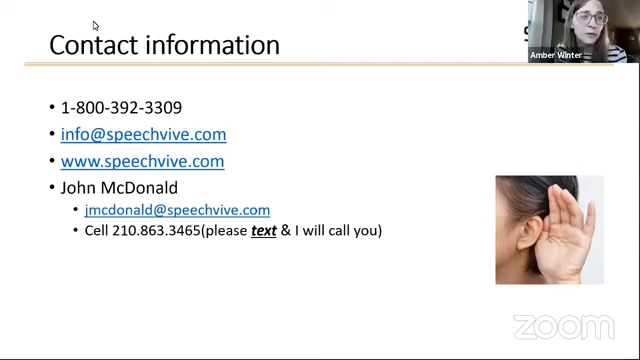 Contact information
Amber Winter
• 1-800-392-3309
• info@speechvive.com
• www.speechvive.com
• John McDonald
• jmcdonald@speechvive.com
• Cell 210.863.3465(please text & I will call you)
zoom